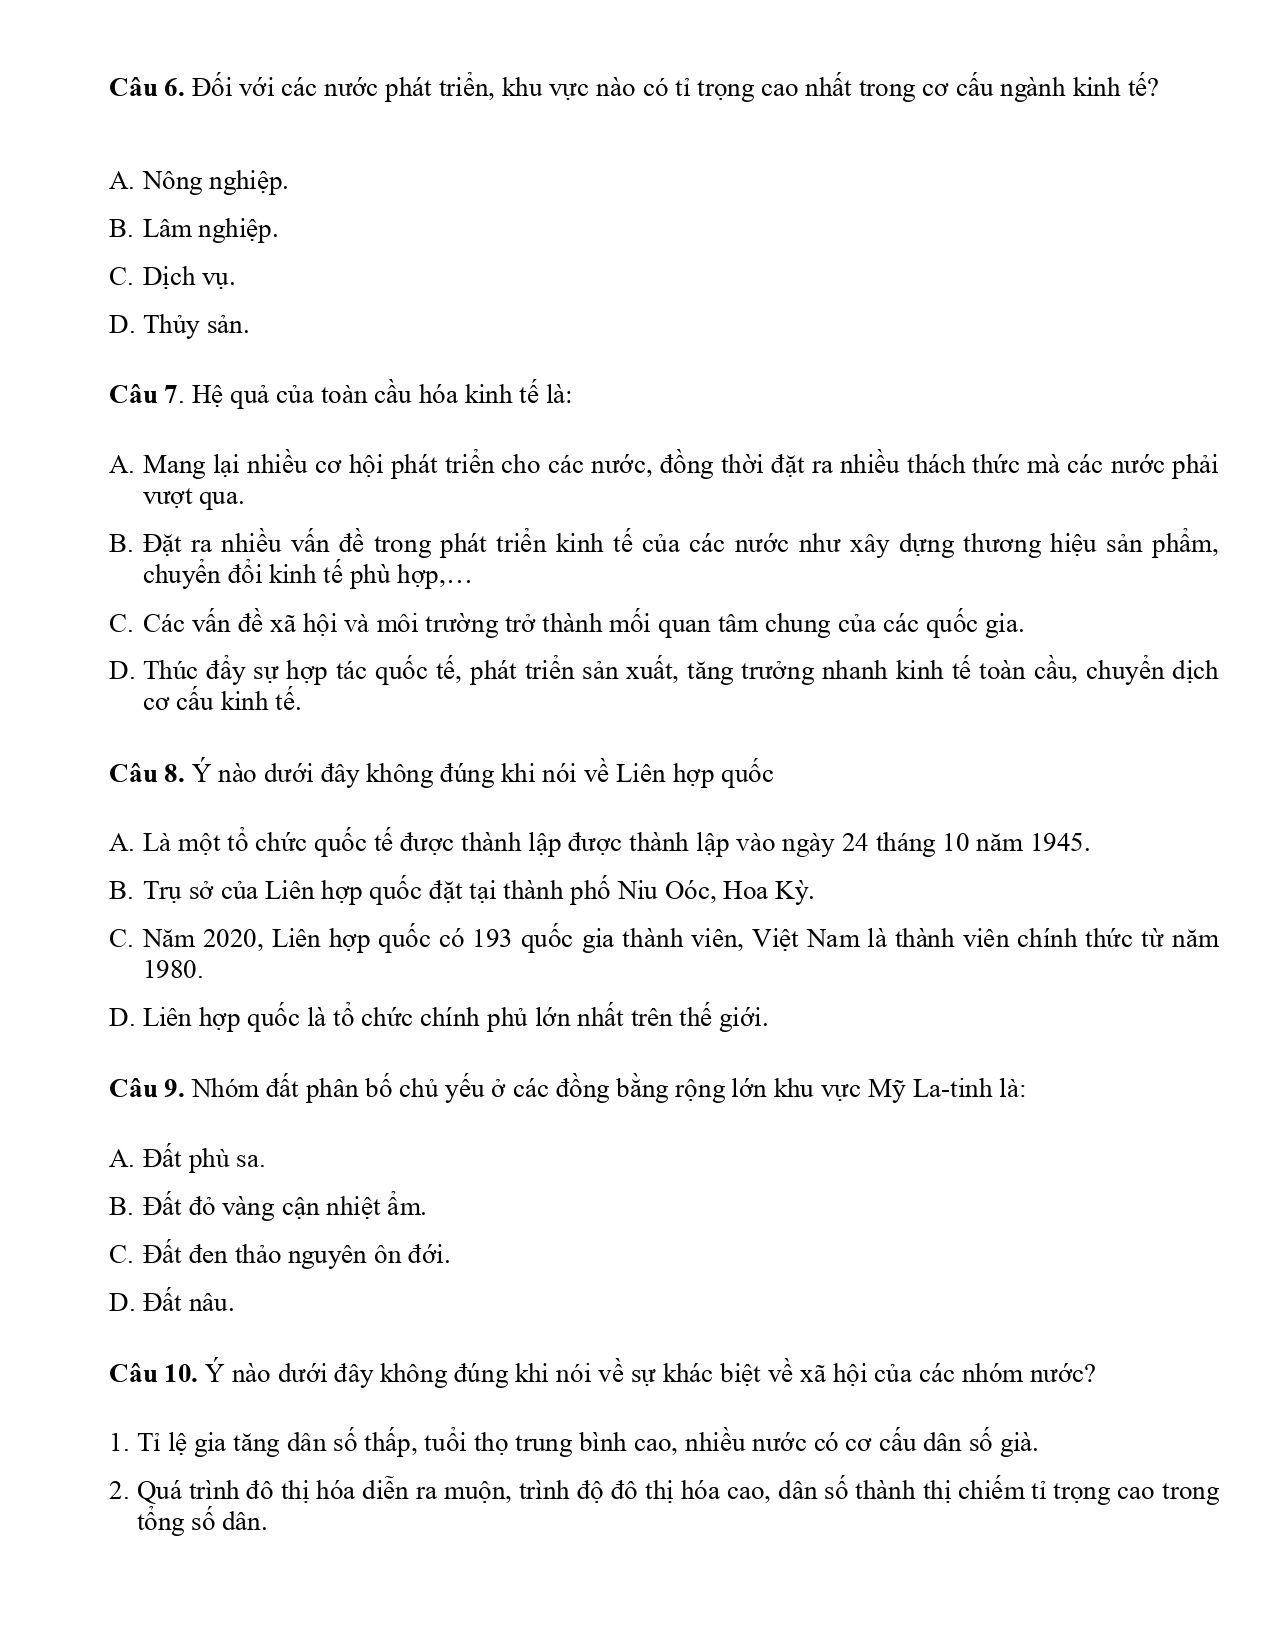 Câu 6. Đối với các nước phát triển, khu vực nào có tỉ trọng cao nhất trong cơ cấu ngành kinh tế?
A. Nông nghiệp.
B. Lâm nghiệp.
C. Dịch vụ.
D. Thủy sản.
Câu 7. Hệ quả của toàn cầu hóa kinh tế là:
A. Mang lại nhiều cơ hội phát triển cho các nước, đồng thời đặt ra nhiều thách thức mà các nước phải
vượt qua.
B. Đặt ra nhiều vấn đề trong phát triển kinh tế của các nước như xây dựng thương hiệu sản phẩm,
chuyển đổi kinh tế phù hợp,…
C. Các vấn đề xã hội và môi trường trở thành mối quan tâm chung của các quốc gia.
D. Thúc đẩy sự hợp tác quốc tế, phát triển sản xuất, tăng trưởng nhanh kinh tế toàn cầu, chuyển dịch
cơ cấu kinh tế.
Câu 8. Ý nào dưới đây không đúng khi nói về Liên hợp quốc
A. Là một tổ chức quốc tế được thành lập được thành lập vào ngày 24 tháng 10 năm 1945.
B. Trụ sở của Liên hợp quốc đặt tại thành phố Niu Oóc, Hoa Kỳ.
C. Năm 2020, Liên hợp quốc có 193 quốc gia thành viên, Việt Nam là thành viên chính thức từ năm
1980.
D. Liên hợp quốc là tổ chức chính phủ lớn nhất trên thế giới.
Câu 9. Nhóm đất phân bố chủ yếu ở các đồng bằng rộng lớn khu vực Mỹ La-tinh là:
A. Đất phù sa.
B. Đất đỏ vàng cận nhiệt ẩm.
C. Đất đen thảo nguyên ôn đới.
D. Đất nâu.
Câu 10. Ý nào dưới đây không đúng khi nói về sự khác biệt về xã hội của các nhóm nước?
1. Tỉ lệ gia tăng dân số thấp, tuổi thọ trung bình cao, nhiều nước có cơ cấu dân số già.
2. Quá trình đô thị hóa diễn ra muộn, trình độ đô thị hóa cao, dân số thành thị chiếm tỉ trọng cao trong
tổng số dân.